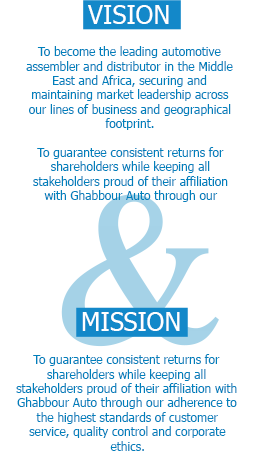 VISION
To become the leading automotive
assembler and distributor in the Middle
East and Africa, securing and
maintaining market leadership across
our lines of business and geographical
footprint.
To guarantee consistent returns for
shareholders while keeping all
stakeholders proud of their affiliation
with Ghabbour Auto through our
&
MISSION
To guarantee consistent returns for
shareholders while keeping all
stakeholders proud of their affiliation with
Ghabbour Auto through our adherence to
the highest standards of customer
service, quality control and corporate
ethics.